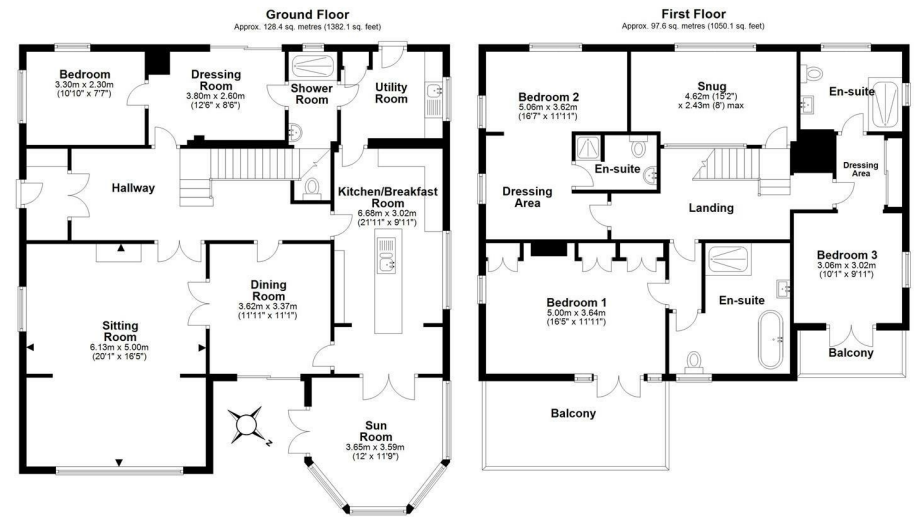 Ground Floor
Approx. 128.4 sq. metres (1382.1 sq. feet)
Bedroom
3.30m x 2.30m
(10'10" x 7'7")
Dressing
Room
3.80m x 2.60m
(12'6" x 8'6")
Shower
Room
Utility
Room
Hallway
Kitchen/Breakfast
Room
6.68m x 3.02m
(21'11" x 9'11")
Dining
Room
3.62m x 3.37m
(11'11" x 11'1")
Sitting
Room
6.13m x 5.00m
(20'1" x 16'5")
Sun
Room
3.65m x 3.59m
(12' x 11'9")
N
First Floor
Approx. 97.6 sq. metres (1050.1 sq. feet)
Bedroom 2
5.06m x 3.62m
(16'7" x 11'11")
Snug
4.62m (15'2")
x 2.43m (8') max
En-suite
En-suite
Dressing
Area
Dressing
Area
Landing
Bedroom 3
3.06m x 3.02m
(10'1" x 9'11")
Bedroom 1
5.00m x 3.64m
(16'5" x 11'11")
En-suite
Balcony
Balcony